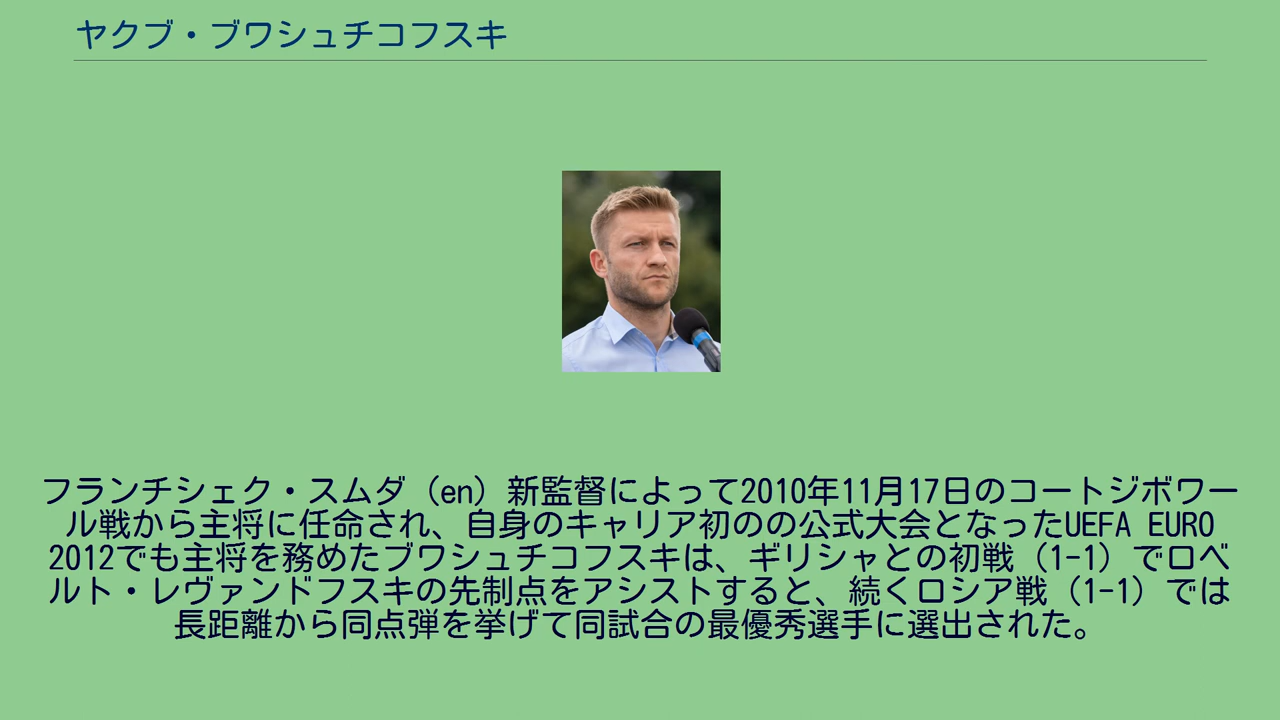 ヤクブ・ブワシュチコフスキ
フランチシェク・スムダ（en）新監督によって2010年11月17日のコートジボワー
ル戦から主将に任命され、自身のキャリア初のの公式大会となったUEFA EURO
2012でも主将を務めたブワシュチコフスキは、ギリシャとの初戦（1-1）でロベ
ルト・レヴァンドフスキの先制点をアシストすると、続くロシア戦（1-1）では
長距離から同点弾を挙げて同試合の最優秀選手に選出された。